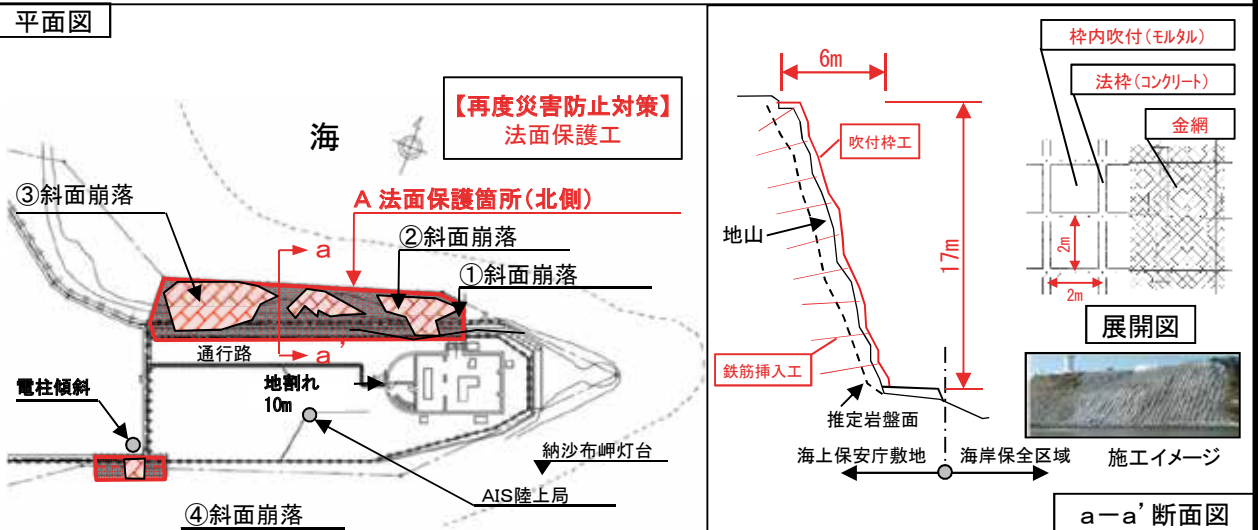 平面図
【再度災害防止対策】
法面保護工
海
③斜面崩落
A 法面保護箇所(北側)
a
②斜面崩落
①斜面崩落
通行路
a'
電柱傾斜
地割れ
10m
納沙布岬灯台
AIS陸上局
④斜面崩落
6m
吹付枠工
地山
17m
鉄筋挿入工
推定岩盤面
海上保安庁敷地
海岸保全区域
枠内吹付(モルタル)
法枠(コンクリート)
金網
2m
2m
展開図
施工イメージ
a－a'断面図